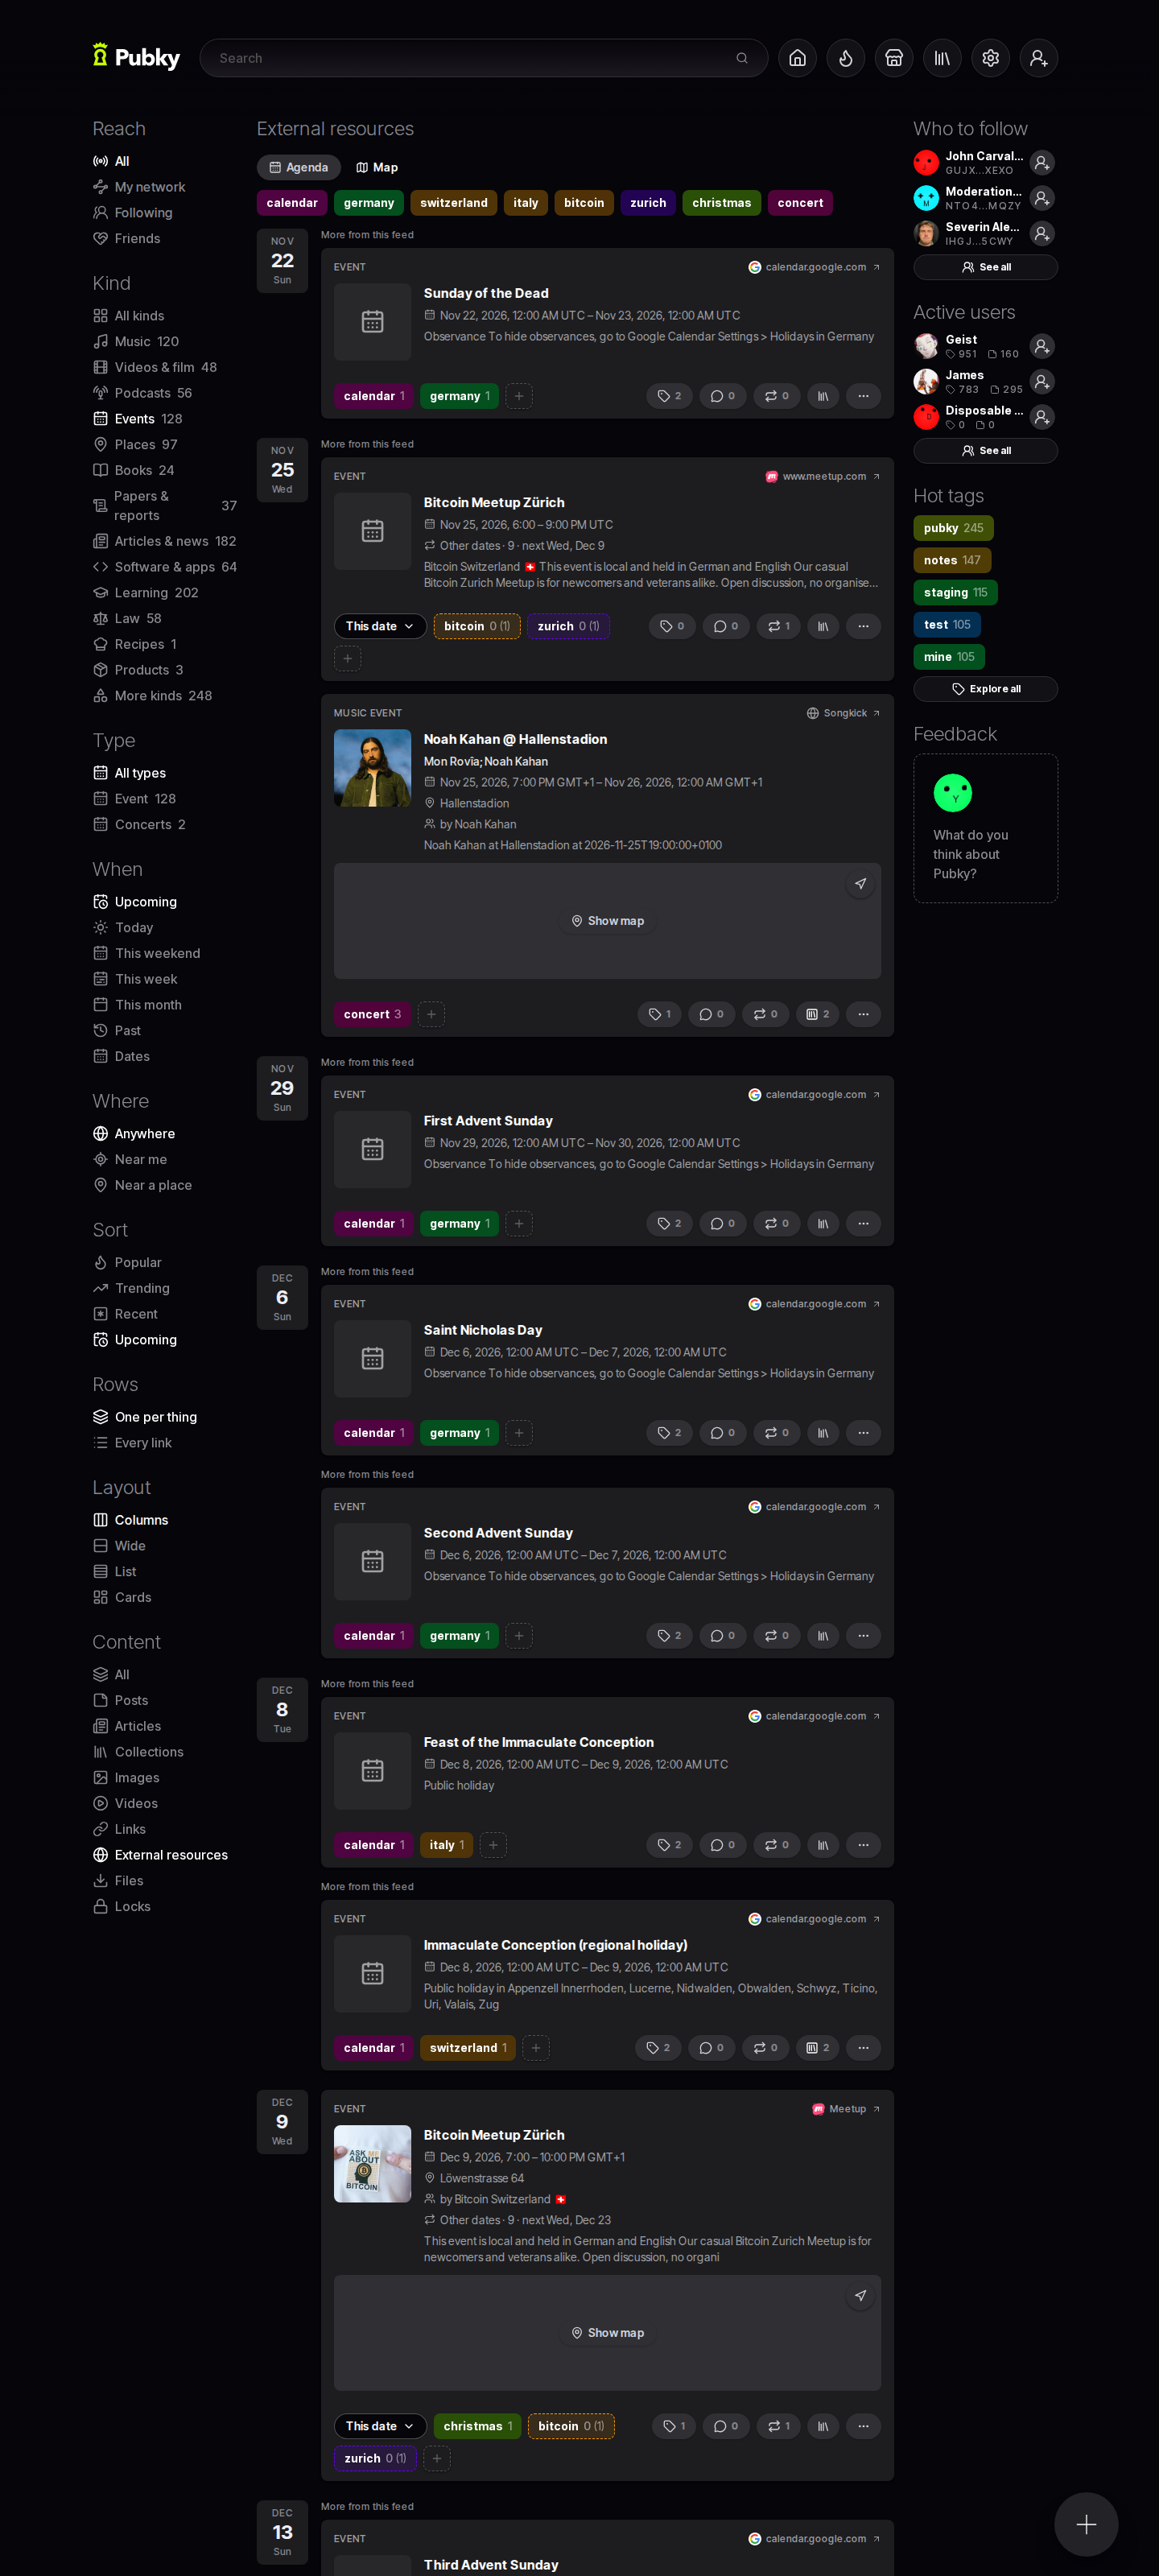 Pubky
Search
Reach
All
My network
Following
Friends
Kind
All kinds
Music 120
Videos & film 48
Podcasts 56
Events 128
Places 97
Books 24
Papers & reports 37
Articles & news 182
Software & apps 64
Learning 202
Law 58
Recipes 1
Products 3
More kinds 248
Type
All types
Event 128
Concerts 2
When
Upcoming
Today
This weekend
This week
This month
Past
Dates
Where
Anywhere
Near me
Near a place
Sort
Popular
Trending
Recent
Upcoming
Rows
One per thing
Every link
Layout
Columns
Wide
List
Cards
Content
All
Posts
Articles
Collections
Images
Videos
Links
External resources
Files
Locks
External resources
Agenda Map
calendar germany switzerland italy bitcoin zurich christmas concert
NOV
22
Sun
More from this feed
EVENT calendar.google.com
Sunday of the Dead
Nov 22, 2026, 12:00 AM UTC – Nov 23, 2026, 12:00 AM UTC
Observance To hide observances, go to Google Calendar Settings > Holidays in Germany
calendar 1 germany 1 2 0 0
NOV
25
Wed
More from this feed
EVENT www.meetup.com
Bitcoin Meetup Zürich
Nov 25, 2026, 6:00 – 9:00 PM UTC
Other dates · 9 · next Wed, Dec 9
Bitcoin Switzerland 🇨🇭 This event is local and held in German and English Our casual
Bitcoin Zurich Meetup is for newcomers and veterans alike. Open discussion, no organise...
This date bitcoin 0 (1) zurich 0 (1) 0 0 1
MUSIC EVENT Songkick
Noah Kahan @ Hallenstadion
Mon Rovîa; Noah Kahan
Nov 25, 2026, 7:00 PM GMT+1 – Nov 26, 2026, 12:00 AM GMT+1
Hallenstadion
by Noah Kahan
Noah Kahan at Hallenstadion at 2026-11-25T19:00:00+0100
Show map
concert 3 1 0 0 2
NOV
29
Sun
More from this feed
EVENT calendar.google.com
First Advent Sunday
Nov 29, 2026, 12:00 AM UTC – Nov 30, 2026, 12:00 AM UTC
Observance To hide observances, go to Google Calendar Settings > Holidays in Germany
calendar 1 germany 1 2 0 0
DEC
6
Sun
More from this feed
EVENT calendar.google.com
Saint Nicholas Day
Dec 6, 2026, 12:00 AM UTC – Dec 7, 2026, 12:00 AM UTC
Observance To hide observances, go to Google Calendar Settings > Holidays in Germany
calendar 1 germany 1 2 0 0
More from this feed
EVENT calendar.google.com
Second Advent Sunday
Dec 6, 2026, 12:00 AM UTC – Dec 7, 2026, 12:00 AM UTC
Observance To hide observances, go to Google Calendar Settings > Holidays in Germany
calendar 1 germany 1 2 0 0
DEC
8
Tue
More from this feed
EVENT calendar.google.com
Feast of the Immaculate Conception
Dec 8, 2026, 12:00 AM UTC – Dec 9, 2026, 12:00 AM UTC
Public holiday
calendar 1 italy 1 2 0 0
More from this feed
EVENT calendar.google.com
Immaculate Conception (regional holiday)
Dec 8, 2026, 12:00 AM UTC – Dec 9, 2026, 12:00 AM UTC
Public holiday in Appenzell Innerrhoden, Lucerne, Nidwalden, Obwalden, Schwyz, Ticino,
Uri, Valais, Zug
calendar 1 switzerland 1 2 0 0 2
DEC
9
Wed
EVENT Meetup
ASK ME
ABOUT
BITCOIN
Bitcoin Meetup Zürich
Dec 9, 2026, 7:00 – 10:00 PM GMT+1
Löwenstrasse 64
by Bitcoin Switzerland 🇨🇭
Other dates · 9 · next Wed, Dec 23
This event is local and held in German and English Our casual Bitcoin Zurich Meetup is for
newcomers and veterans alike. Open discussion, no organi
Show map
This date christmas 1 bitcoin 0 (1) 1 0 1
zurich 0 (1)
DEC
13
Sun
More from this feed
EVENT calendar.google.com
Third Advent Sunday
Who to follow
John Carval...
GUJX...XEXO
Moderation...
NTO4...MQZY
Severin Ale...
IHGJ...5CWY
See all
Active users
Geist
951 160
James
783 295
Disposable ...
0 0
See all
Hot tags
pubky 245
notes 147
staging 115
test 105
mine 105
Explore all
Feedback
What do you
think about
Pubky?